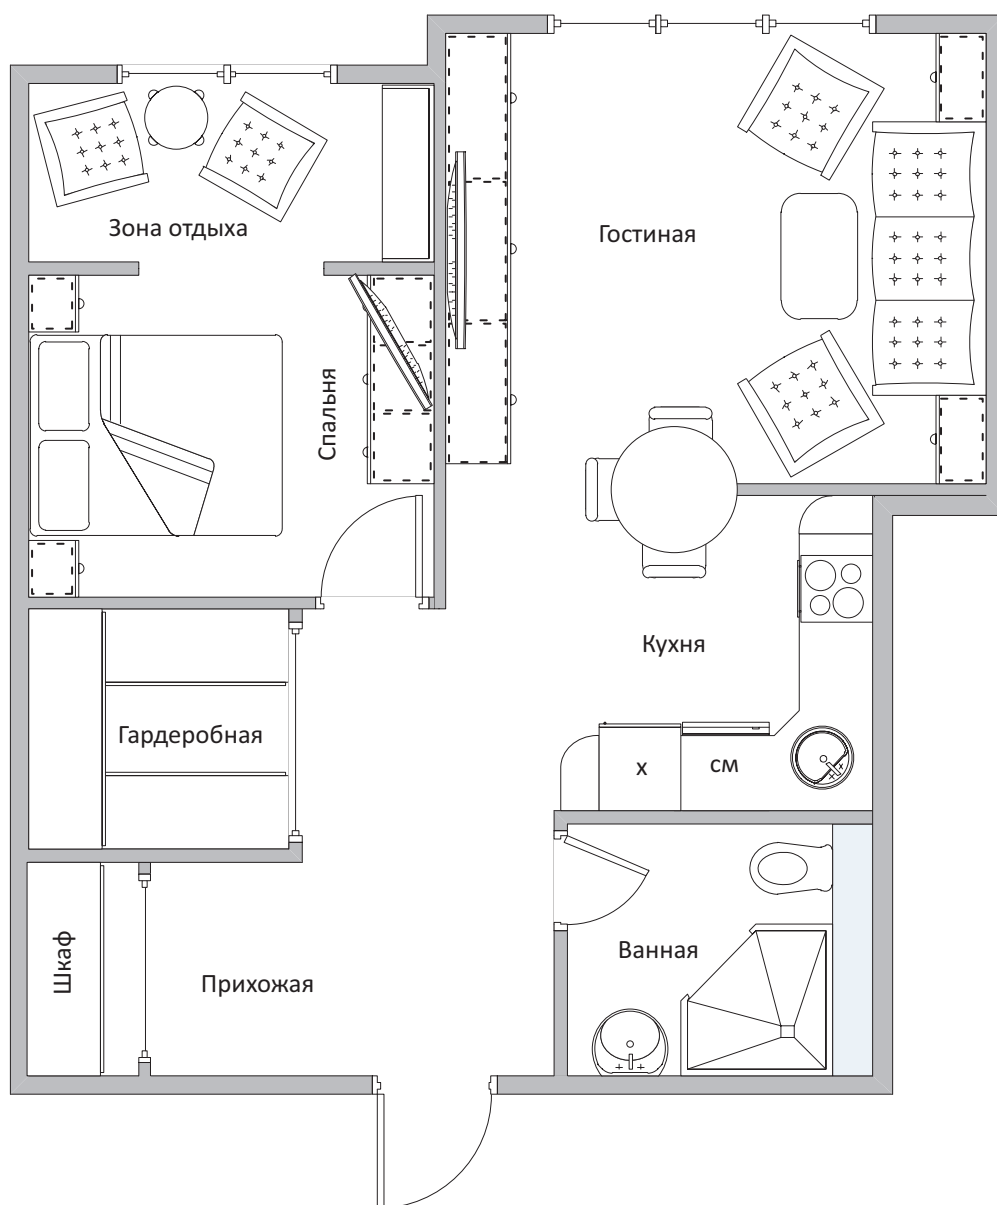 Зона отдыха
Гостиная
Спальня
Кухня
Гардеробная
х
см
Шкаф
Прихожая
Ванная